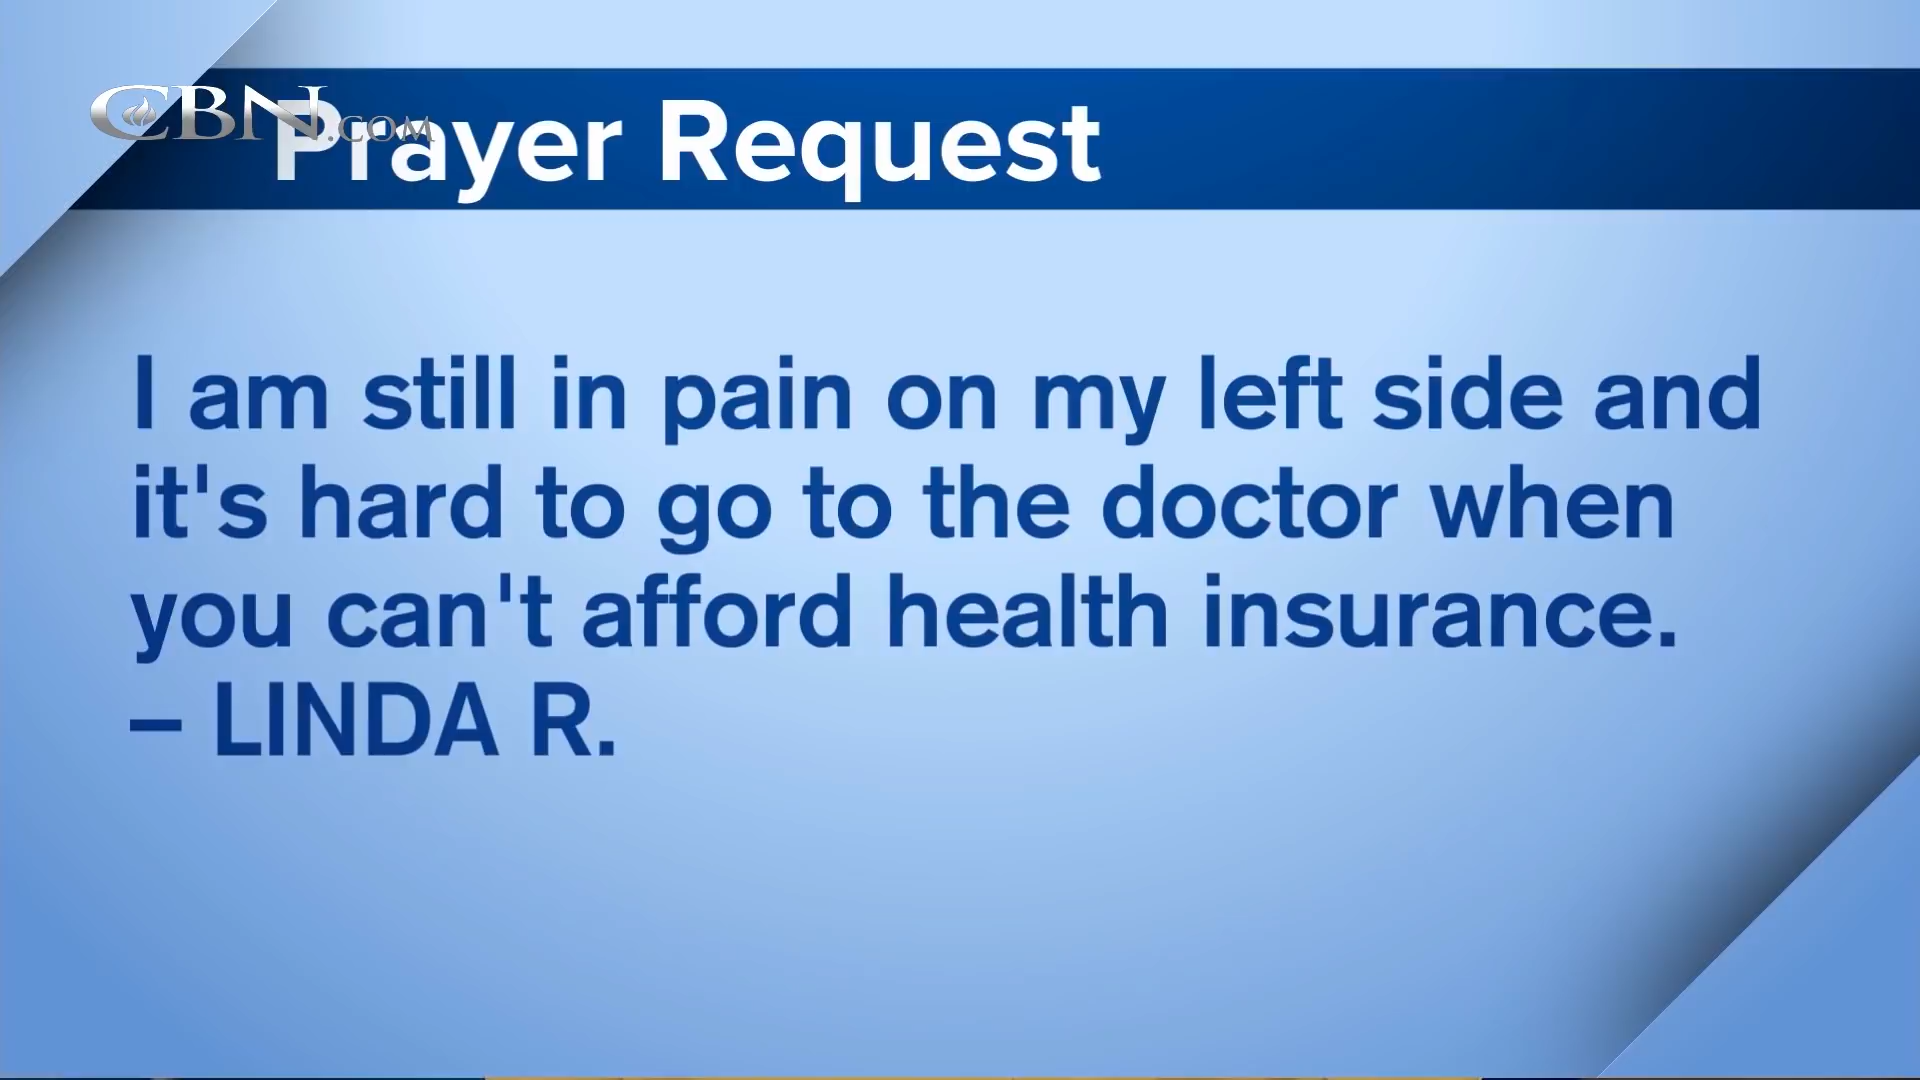 CBN.COM
Prayer Request
I am still in pain on my left side and
it's hard to go to the doctor when
you can't afford health insurance.
– LINDA R.